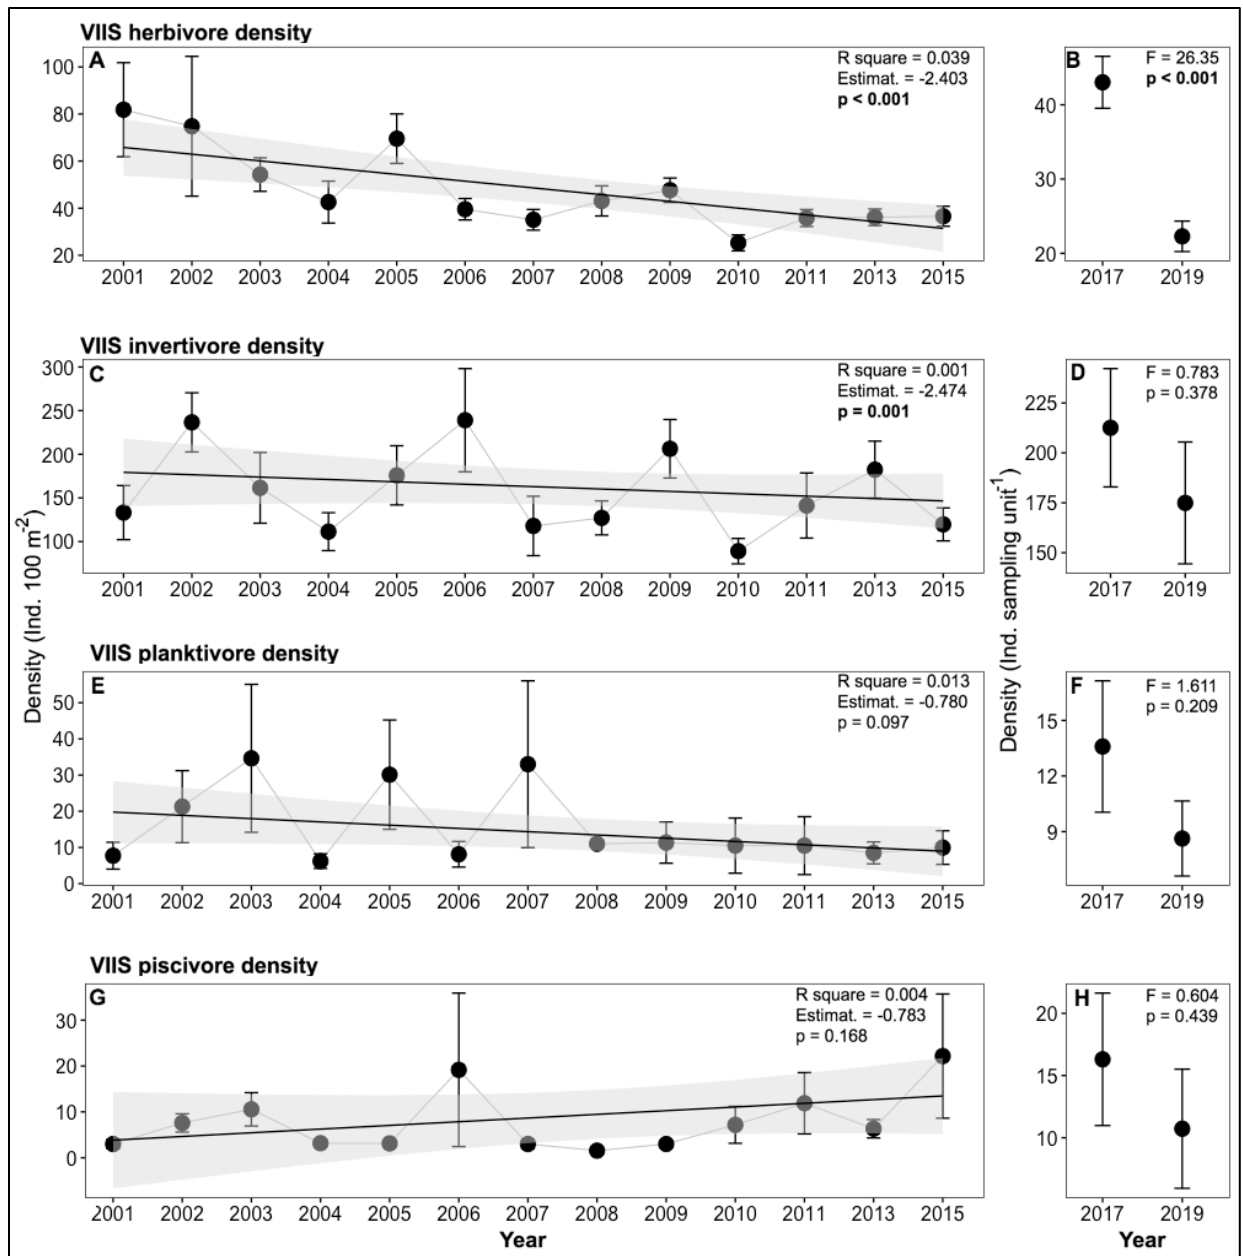 VIIS herbivore density
A
R square = 0.039
Estimat. = -2.403
p < 0.001
100
80
60
40
20
2001 2002 2003 2004 2005 2006 2007 2008 2009 2010 2011 2013 2015
B
F = 26.35
p < 0.001
40
30
20
2017 2019
VIIS invertivore density
C
R square = 0.001
Estimat. = -2.474
p = 0.001
300
250
200
150
100
2001 2002 2003 2004 2005 2006 2007 2008 2009 2010 2011 2013 2015
D
F = 0.783
p = 0.378
225
200
175
150
2017 2019
Density (Ind. 100 m⁻²)
Density (Ind. sampling unit⁻¹)
VIIS planktivore density
E
R square = 0.013
Estimat. = -0.780
p = 0.097
50
40
30
20
10
0
2001 2002 2003 2004 2005 2006 2007 2008 2009 2010 2011 2013 2015
F
F = 1.611
p = 0.209
15
12
9
2017 2019
VIIS piscivore density
G
R square = 0.004
Estimat. = -0.783
p = 0.168
30
20
10
0
2001 2002 2003 2004 2005 2006 2007 2008 2009 2010 2011 2013 2015
Year
H
F = 0.604
p = 0.439
20
15
10
2017 2019
Year